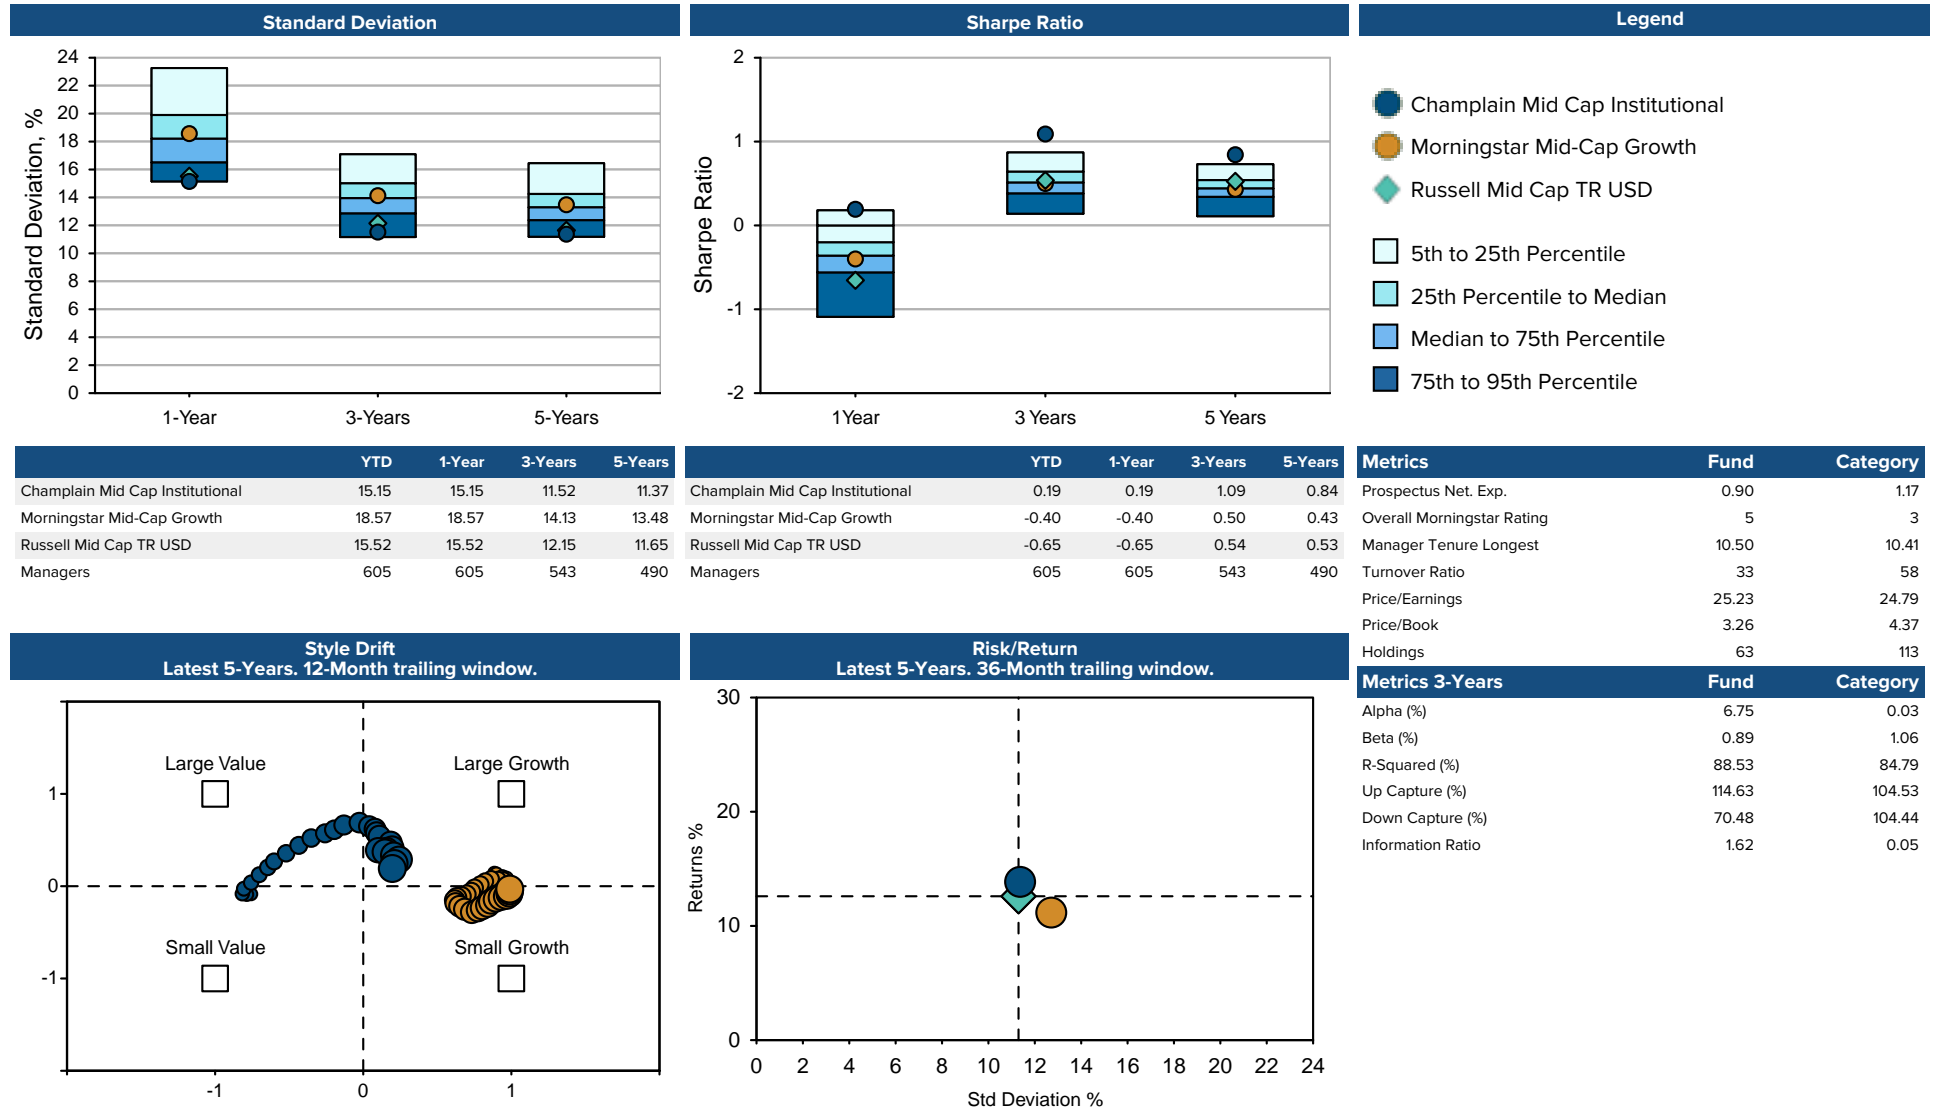 Standard Deviation
24
22
20
18
16
14
12
10
8
6
4
2
0
Standard Deviation, %
1-Year 3-Years 5-Years
Sharpe Ratio
2
1
0
-1
-2
Sharpe Ratio
1Year 3 Years 5 Years
Legend
Champlain Mid Cap Institutional
Morningstar Mid-Cap Growth
Russell Mid Cap TR USD
5th to 25th Percentile
25th Percentile to Median
Median to 75th Percentile
75th to 95th Percentile
YTD 1-Year 3-Years 5-Years
Champlain Mid Cap Institutional 15.15 15.15 11.52 11.37
Morningstar Mid-Cap Growth 18.57 18.57 14.13 13.48
Russell Mid Cap TR USD 15.52 15.52 12.15 11.65
Managers 605 605 543 490
YTD 1-Year 3-Years 5-Years
Champlain Mid Cap Institutional 0.19 0.19 1.09 0.84
Morningstar Mid-Cap Growth -0.40 -0.40 0.50 0.43
Russell Mid Cap TR USD -0.65 -0.65 0.54 0.53
Managers 605 605 543 490
Metrics Fund Category
Prospectus Net. Exp. 0.90 1.17
Overall Morningstar Rating 5 3
Manager Tenure Longest 10.50 10.41
Turnover Ratio 33 58
Price/Earnings 25.23 24.79
Price/Book 3.26 4.37
Holdings 63 113
Metrics 3-Years Fund Category
Alpha (%) 6.75 0.03
Beta (%) 0.89 1.06
R-Squared (%) 88.53 84.79
Up Capture (%) 114.63 104.53
Down Capture (%) 70.48 104.44
Information Ratio 1.62 0.05
Style Drift
Latest 5-Years. 12-Month trailing window.
Large Value Large Growth
1
0
Small Value Small Growth
-1
-1 0 1
Risk/Return
Latest 5-Years. 36-Month trailing window.
30
20
10
0
Returns %
0 2 4 6 8 10 12 14 16 18 20 22 24
Std Deviation %